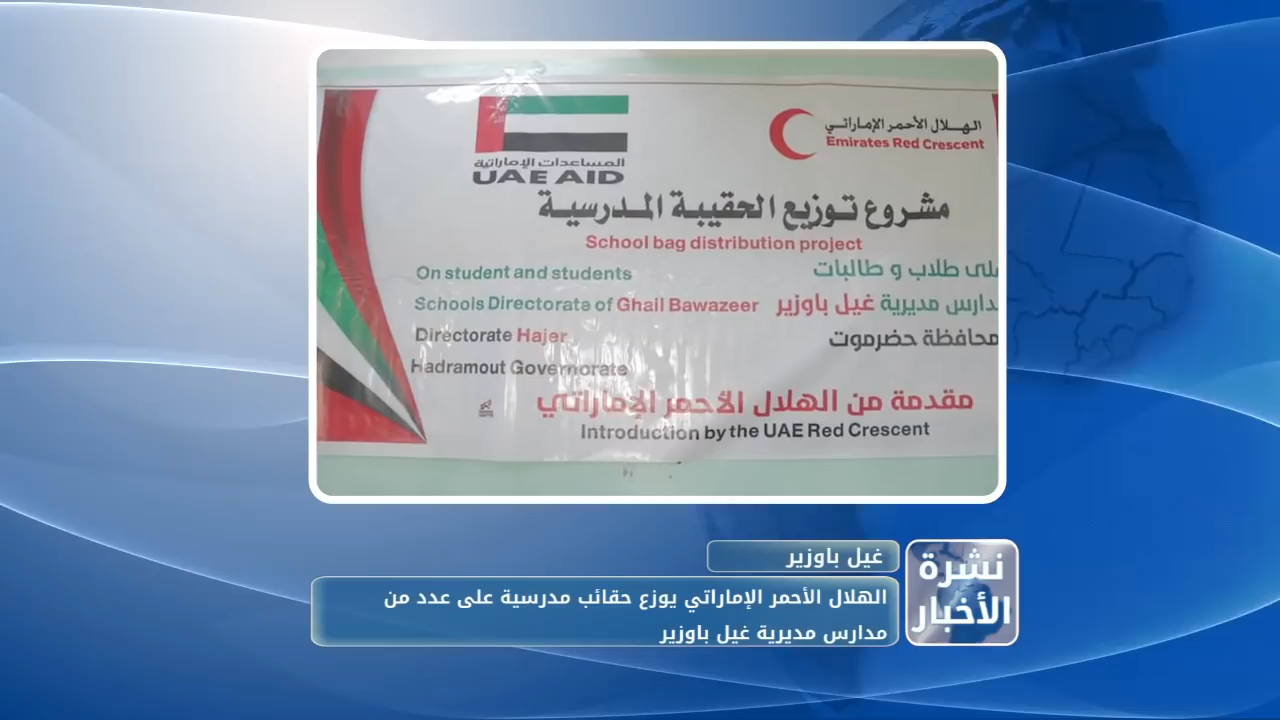 الهلال الأحمر الإماراتي
Emirates Red Crescent
المساعدات الإماراتية
UAE AID
مشروع توزيع الحقيبة المدرسية
School bag distribution project
On student and students
طلاب و طالبات
Schools Directorate of Ghail Bawazeer
مديرية غيل باوزير
Directorate Hajer
محافظة حضرموت
Hadramout Governorate
مقدمة من الهلال الأحمر الإماراتي
Introduction by the UAE Red Crescent
نشرة
الأخبار
غيل باوزير
الهلال الأحمر الإماراتي يوزع حقائب مدرسية على عدد من
مدارس مديرية غيل باوزير